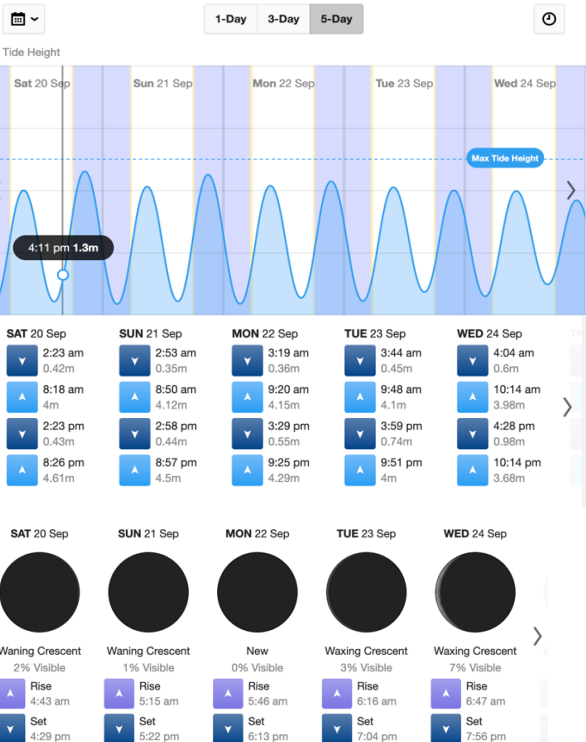 1-Day 3-Day 5-Day
Tide Height
Sat 20 Sep Sun 21 Sep Mon 22 Sep Tue 23 Sep Wed 24 Sep
Max Tide Height
4:11 pm 1.3m
SAT 20 Sep SUN 21 Sep MON 22 Sep TUE 23 Sep WED 24 Sep
2:23 am 2:53 am 3:19 am 3:44 am 4:04 am
0.42m 0.35m 0.36m 0.45m 0.6m
8:18 am 8:50 am 9:20 am 9:48 am 10:14 am
4m 4.12m 4.15m 4.1m 3.98m
2:23 pm 2:58 pm 3:29 pm 3:59 pm 4:28 pm
0.43m 0.44m 0.55m 0.74m 0.98m
8:26 pm 8:57 pm 9:25 pm 9:51 pm 10:14 pm
4.61m 4.5m 4.29m 4m 3.68m
SAT 20 Sep SUN 21 Sep MON 22 Sep TUE 23 Sep WED 24 Sep
Waning Crescent Waning Crescent New Waxing Crescent Waxing Crescent
2% Visible 1% Visible 0% Visible 3% Visible 7% Visible
Rise Rise Rise Rise Rise
4:43 am 5:15 am 5:46 am 6:16 am 6:47 am
Set Set Set Set Set
4:29 pm 5:22 pm 6:13 pm 7:04 pm 7:56 pm